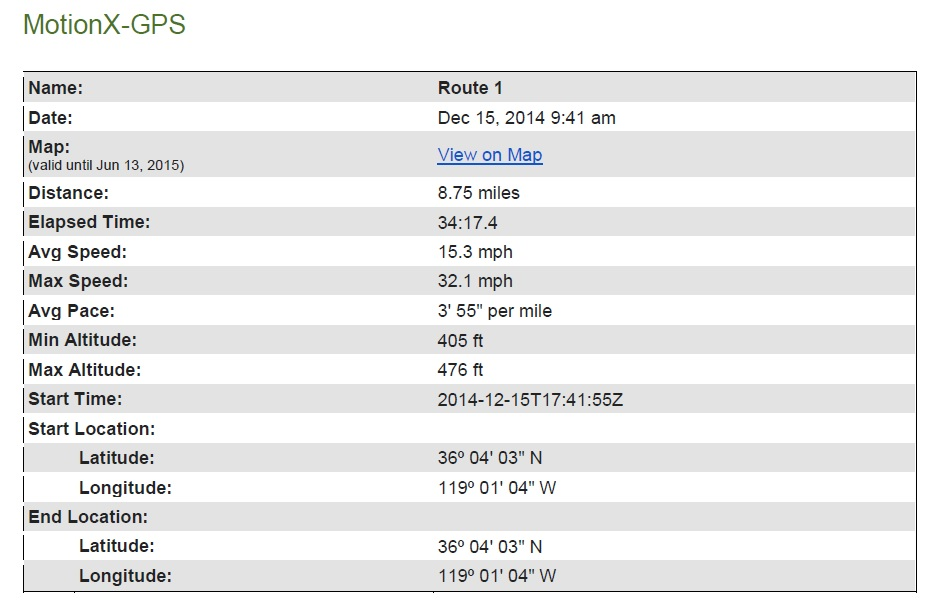 MotionX-GPS
Name: Route 1
Date: Dec 15, 2014 9:41 am
Map:
(valid until Jun 13, 2015) View on Map
Distance: 8.75 miles
Elapsed Time: 34:17.4
Avg Speed: 15.3 mph
Max Speed: 32.1 mph
Avg Pace: 3' 55" per mile
Min Altitude: 405 ft
Max Altitude: 476 ft
Start Time: 2014-12-15T17:41:55Z
Start Location:
Latitude: 36º 04' 03" N
Longitude: 119º 01' 04" W
End Location:
Latitude: 36º 04' 03" N
Longitude: 119º 01' 04" W